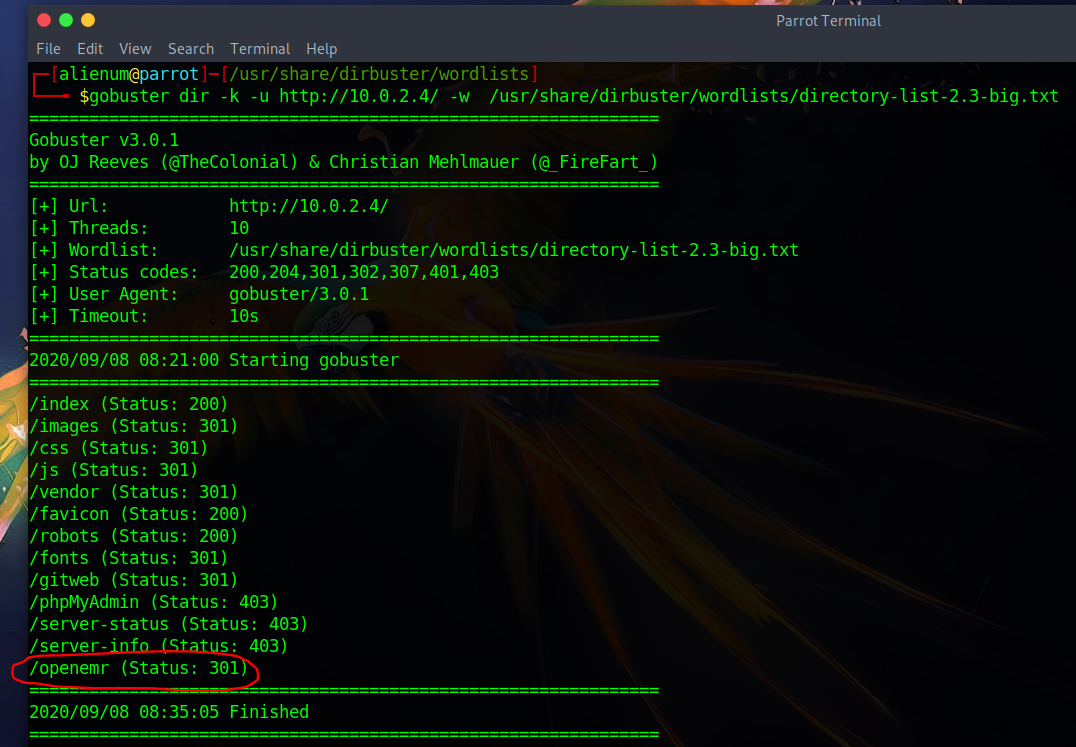 Parrot Terminal
File Edit View Search Terminal Help
[alienum@parrot]─[/usr/share/dirbuster/wordlists]
$gobuster dir -k -u http://10.0.2.4/ -w  /usr/share/dirbuster/wordlists/directory-list-2.3-big.txt
===============================================================
Gobuster v3.0.1
by OJ Reeves (@TheColonial) & Christian Mehlmauer (@_FireFart_)
===============================================================
[+] Url:            http://10.0.2.4/
[+] Threads:        10
[+] Wordlist:       /usr/share/dirbuster/wordlists/directory-list-2.3-big.txt
[+] Status codes:   200,204,301,302,307,401,403
[+] User Agent:     gobuster/3.0.1
[+] Timeout:        10s
===============================================================
2020/09/08 08:21:00 Starting gobuster
===============================================================
/index (Status: 200)
/images (Status: 301)
/css (Status: 301)
/js (Status: 301)
/vendor (Status: 301)
/favicon (Status: 200)
/robots (Status: 200)
/fonts (Status: 301)
/gitweb (Status: 301)
/phpMyAdmin (Status: 403)
/server-status (Status: 403)
/server-info (Status: 403)
/openemr (Status: 301)
===============================================================
2020/09/08 08:35:05 Finished
===============================================================